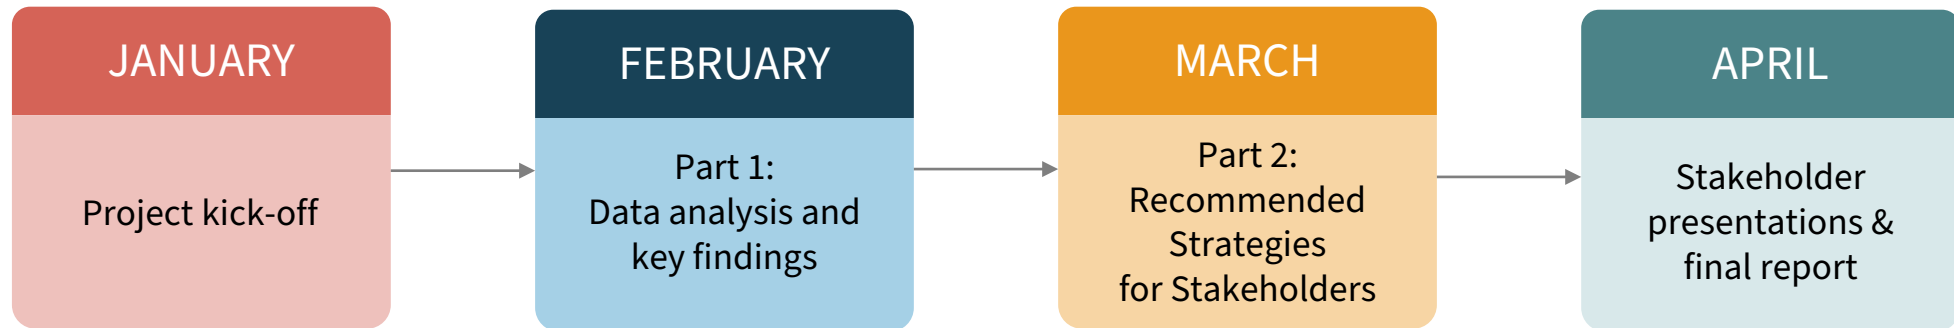 JANUARY
Project kick-off
FEBRUARY
Part 1:
Data analysis and
key findings
MARCH
Part 2:
Recommended
Strategies
for Stakeholders
APRIL
Stakeholder
presentations &
final report